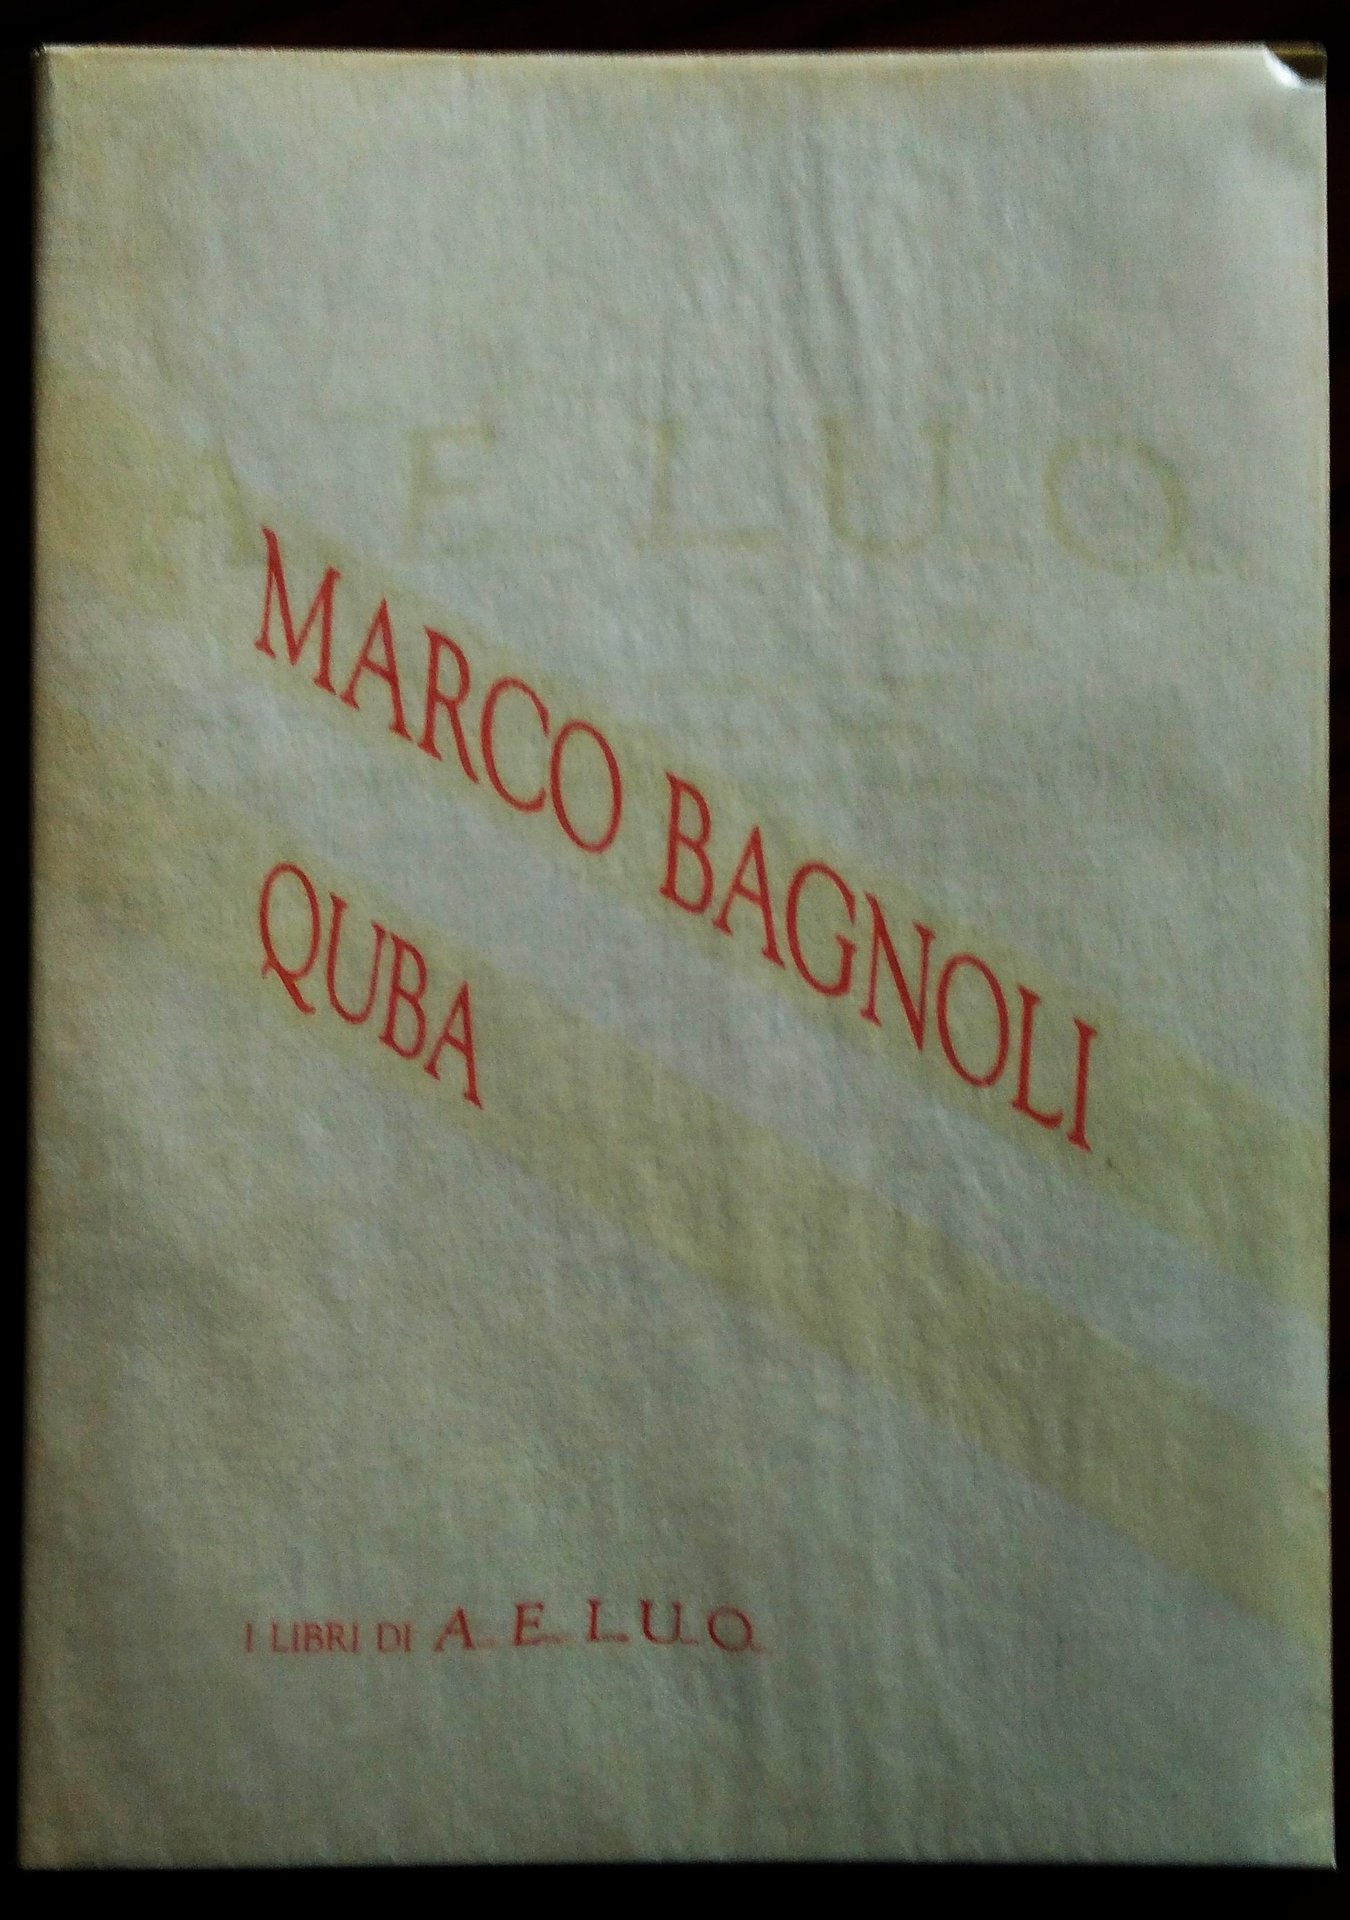 A E L U O
MARCO BAGNOLI
QUBA
I LIBRI DI A E L U O